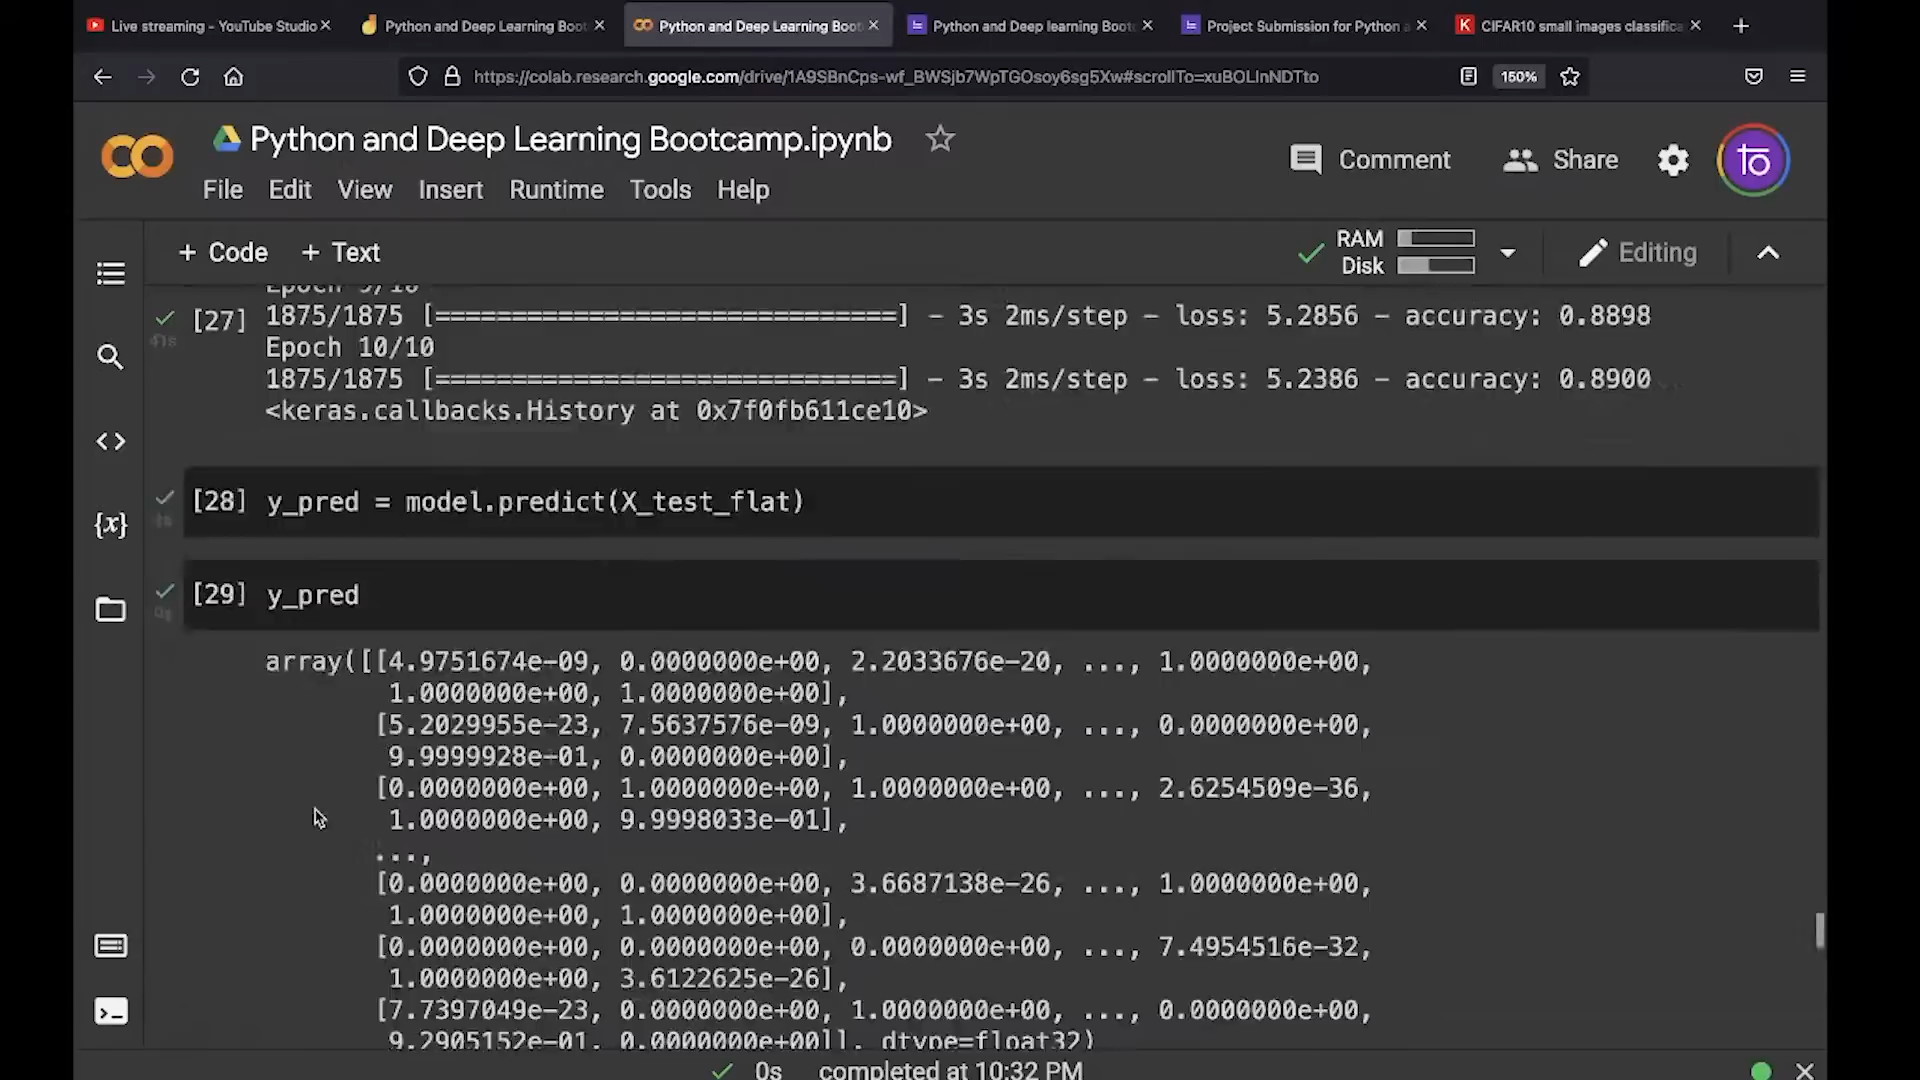 Live streaming - YouTube Studio
Python and Deep Learning Boot
Python and Deep Learning Boot
Python and Deep learning Boot
Project Submission for Python a
CIFAR10 small images classifica
https://colab.research.google.com/drive/1A9SBnCps-wf_BWSjb7WpTGOsoy6sg5Xw#scrollTo=xuBOLlnNDTto
150%
Python and Deep Learning Bootcamp.ipynb
Comment
Share
to
File Edit View Insert Runtime Tools Help
+ Code + Text
RAM
Disk
Editing
Epoch 9/10
[27] 1875/1875 [==============================] - 3s 2ms/step - loss: 5.2856 - accuracy: 0.8898
41s
Epoch 10/10
1875/1875 [==============================] - 3s 2ms/step - loss: 5.2386 - accuracy: 0.8900
<keras.callbacks.History at 0x7f0fb611ce10>
[28] y_pred = model.predict(X_test_flat)
[29] y_pred
0s
array([[4.9751674e-09, 0.0000000e+00, 2.2033676e-20, ..., 1.0000000e+00,
1.0000000e+00, 1.0000000e+00],
[5.2029955e-23, 7.5637576e-09, 1.0000000e+00, ..., 0.0000000e+00,
9.9999928e-01, 0.0000000e+00],
[0.0000000e+00, 1.0000000e+00, 1.0000000e+00, ..., 2.6254509e-36,
1.0000000e+00, 9.9998033e-01],
...,
[0.0000000e+00, 0.0000000e+00, 3.6687138e-26, ..., 1.0000000e+00,
1.0000000e+00, 1.0000000e+00],
[0.0000000e+00, 0.0000000e+00, 0.0000000e+00, ..., 7.4954516e-32,
1.0000000e+00, 3.6122625e-26],
[7.7397049e-23, 0.0000000e+00, 1.0000000e+00, ..., 0.0000000e+00,
9.2905152e-01, 0.0000000e+00]], dtype=float32)
0s completed at 10:32 PM